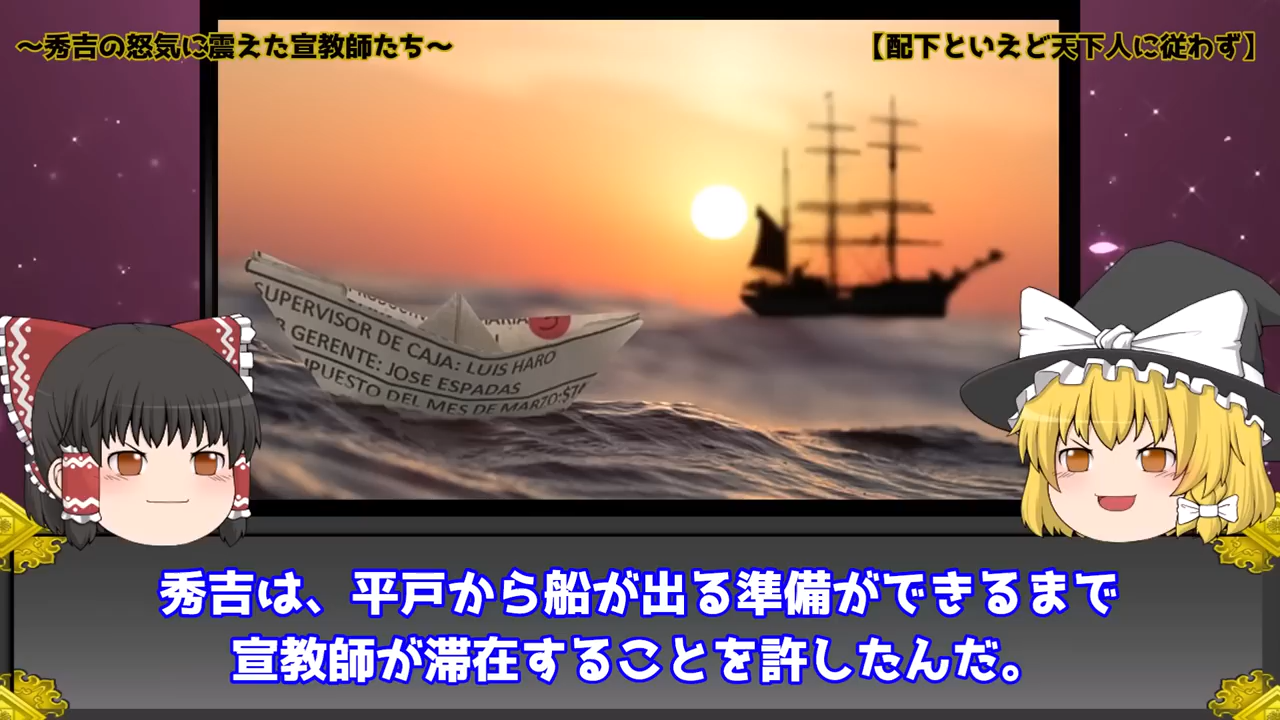 ～秀吉の怒気に震えた宣教師たち～
【配下といえど天下人に従わず】
SUPERVISOR DE CAJA: LUIS HARO
GERENTE: JOSE ESPADAS
PUESTO DEL MES DE MARZO:$7
秀吉は、平戸から船が出る準備ができるまで
宣教師が滞在することを許したんだ。